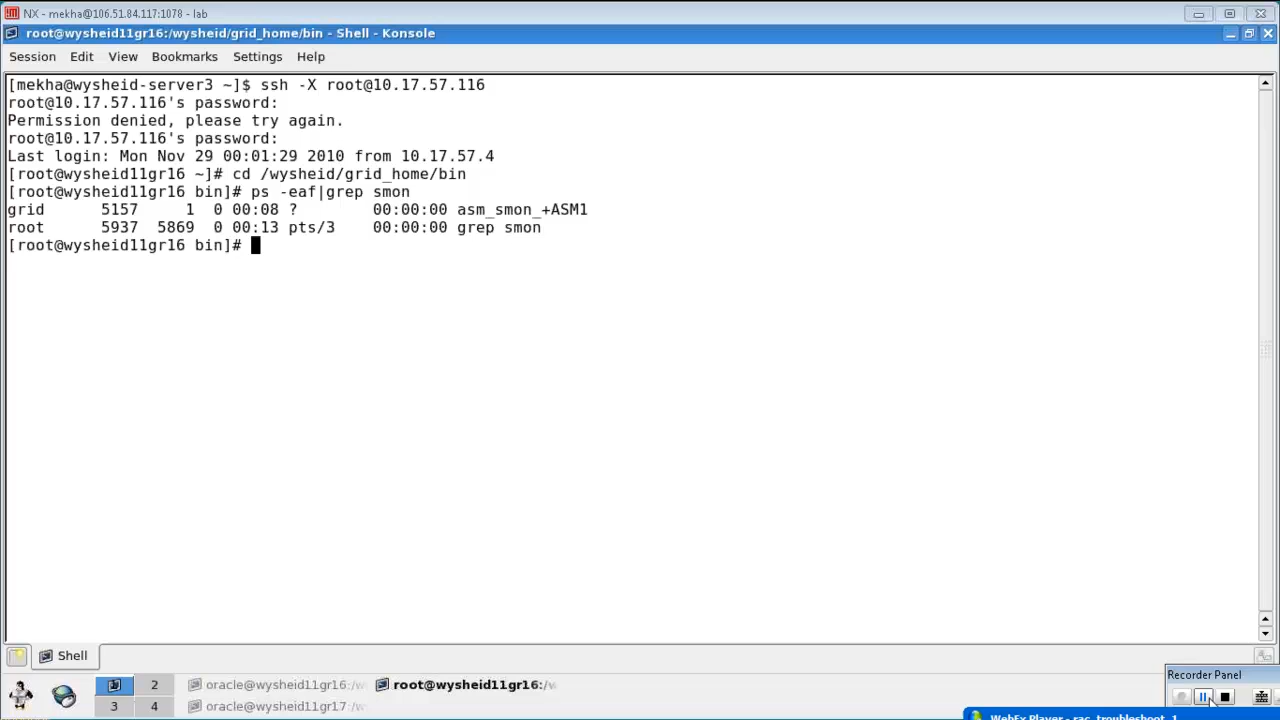 NX - mekha@106.51.84.117:1078 - lab
root@wysheid11gr16:/wysheid/grid_home/bin - Shell - Konsole
Session Edit View Bookmarks Settings Help
[mekha@wysheid-server3 ~]$ ssh -X root@10.17.57.116
root@10.17.57.116's password:
Permission denied, please try again.
root@10.17.57.116's password:
Last login: Mon Nov 29 00:01:29 2010 from 10.17.57.4
[root@wysheid11gr16 ~]# cd /wysheid/grid_home/bin
[root@wysheid11gr16 bin]# ps -eaf|grep smon
grid      5157     1  0 00:08 ?        00:00:00 asm_smon_+ASM1
root      5937  5869  0 00:13 pts/3    00:00:00 grep smon
[root@wysheid11gr16 bin]#
Shell
Recorder Panel
1 2 oracle@wysheid11gr16:/w root@wysheid11gr16:/w
3 4 oracle@wysheid11gr17:/w
WebEx Player - rac_troubleshoot_1